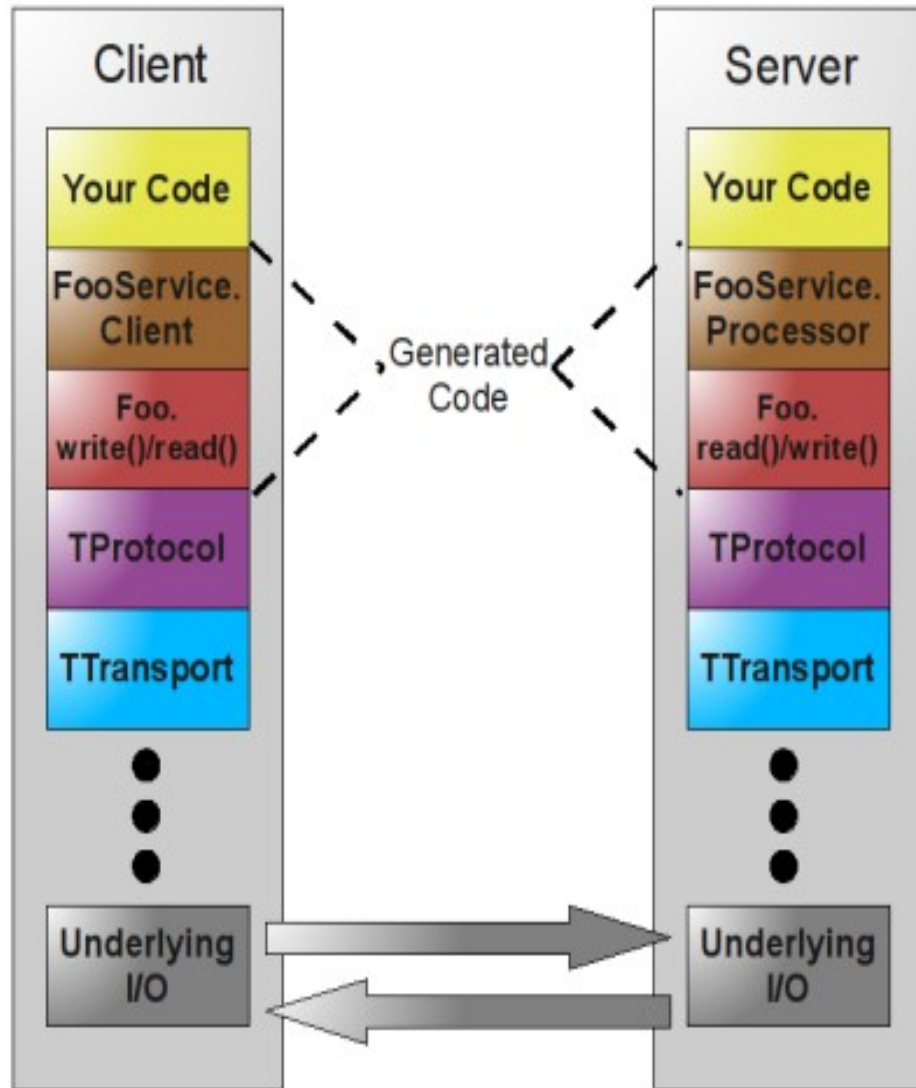 Client
Your Code
FooService.
Client
Foo.
write()/read()
TProtocol
TTransport
Underlying
I/O
Generated
Code
Server
Your Code
FooService.
Processor
Foo.
read()/write()
TProtocol
TTransport
Underlying
I/O